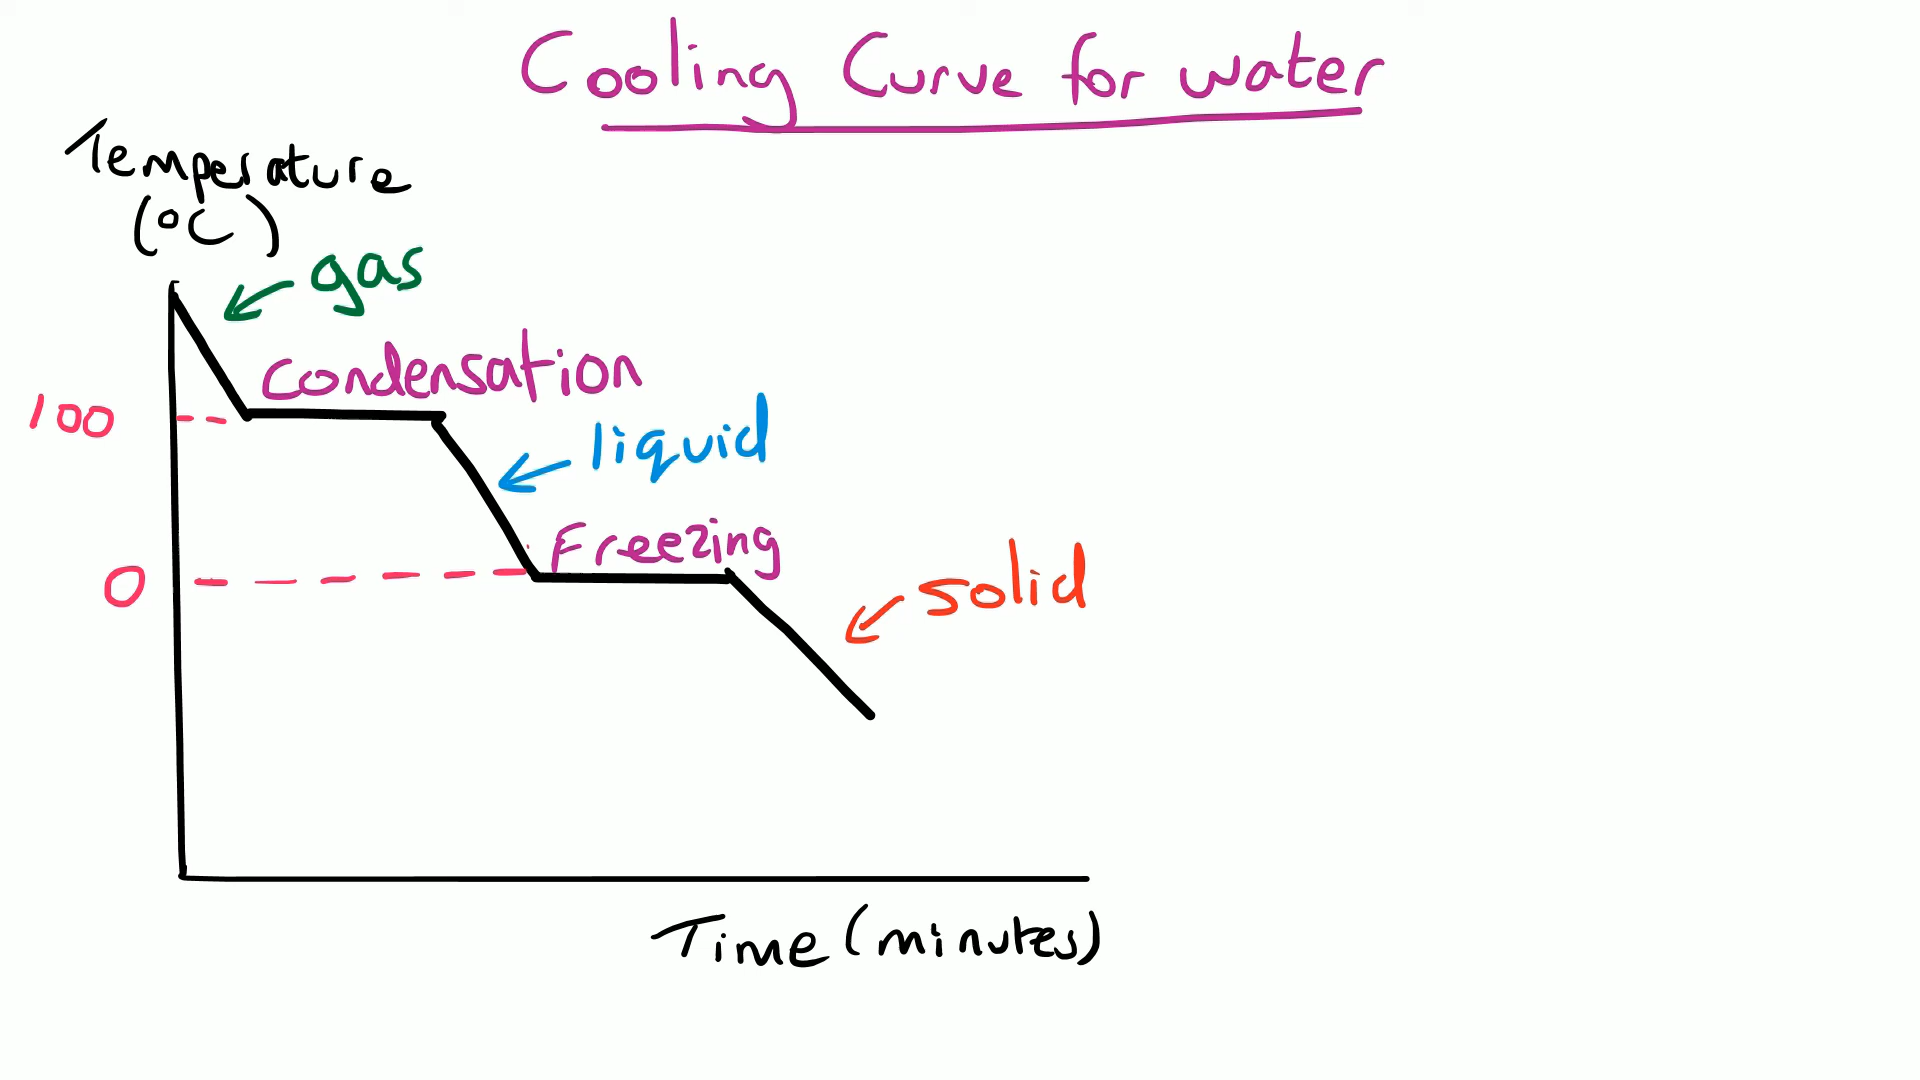 Cooling Curve for water
Temperature
(°C)
gas
Condensation
100
liquid
Freezing
0
solid
Time (minutes)